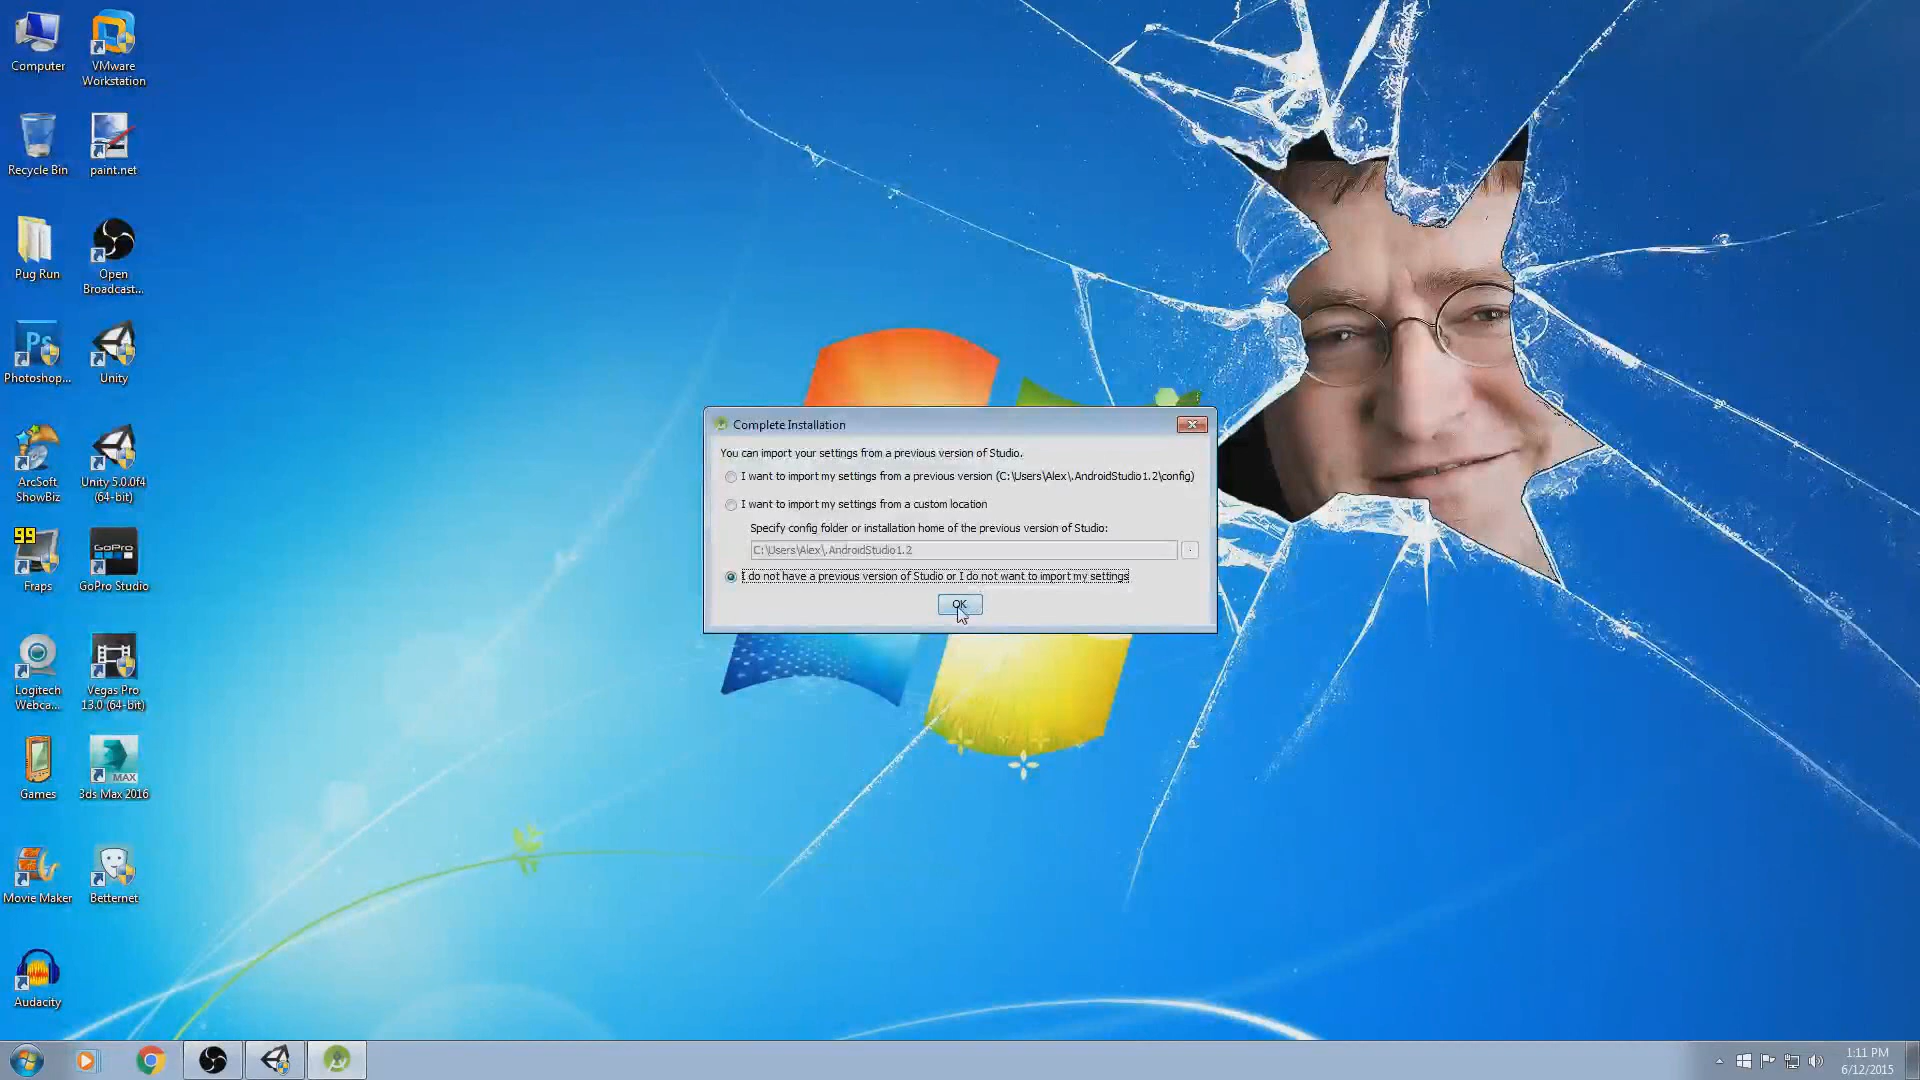 Computer
VMware
Workstation
Recycle Bin
paint.net
Pug Run
Open
Broadcast...
Ps
Photoshop...
Unity
ArcSoft
ShowBiz
Unity 5.0.0f4
(64-bit)
99
Fraps
GoPro
GoPro Studio
Logitech
Webca...
Vegas Pro
13.0 (64-bit)
Games
MAX
3ds Max 2016
Movie Maker
Betternet
Audacity
Complete Installation
You can import your settings from a previous version of Studio.
I want to import my settings from a previous version (C:\Users\Alex\.AndroidStudio1.2\config)
I want to import my settings from a custom location
Specify config folder or installation home of the previous version of Studio:
C:\Users\Alex\.AndroidStudio1.2
I do not have a previous version of Studio or I do not want to import my settings
OK
1:11 PM
6/12/2015